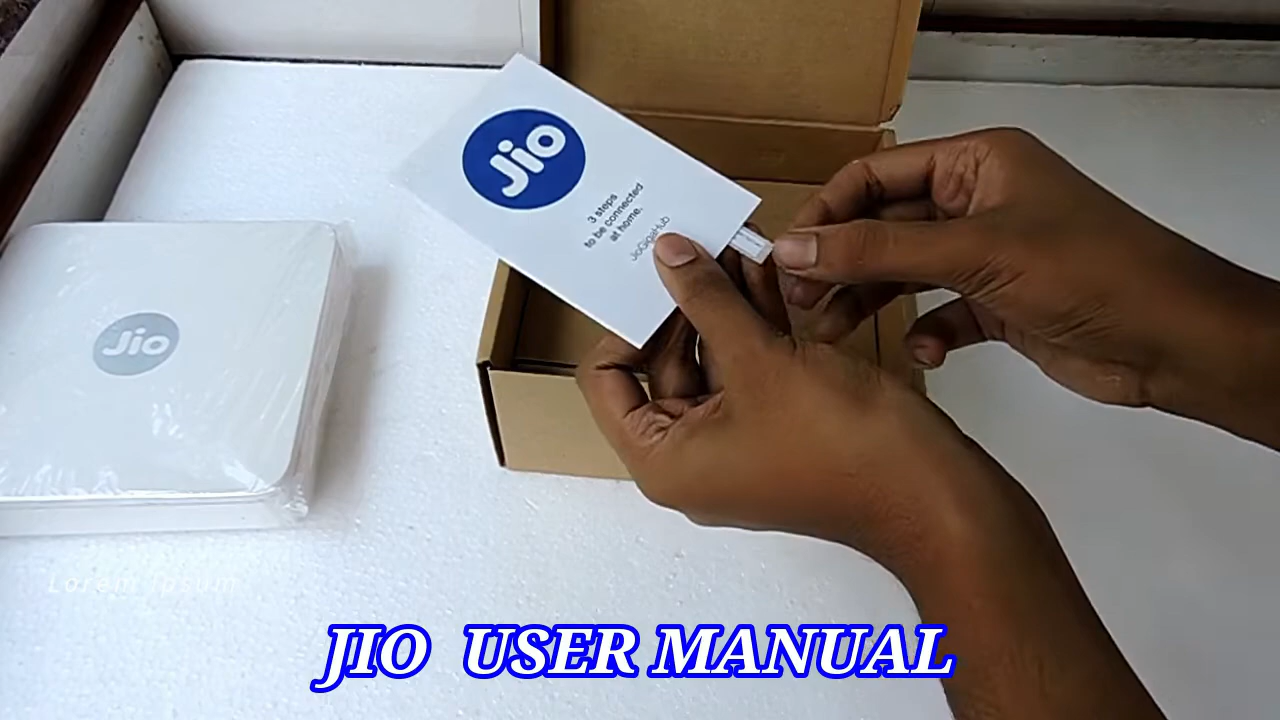 Jio
3 steps
to be connected
at home.
JioGigaHub
Jio
Lorem Ipsum
JIO USER MANUAL